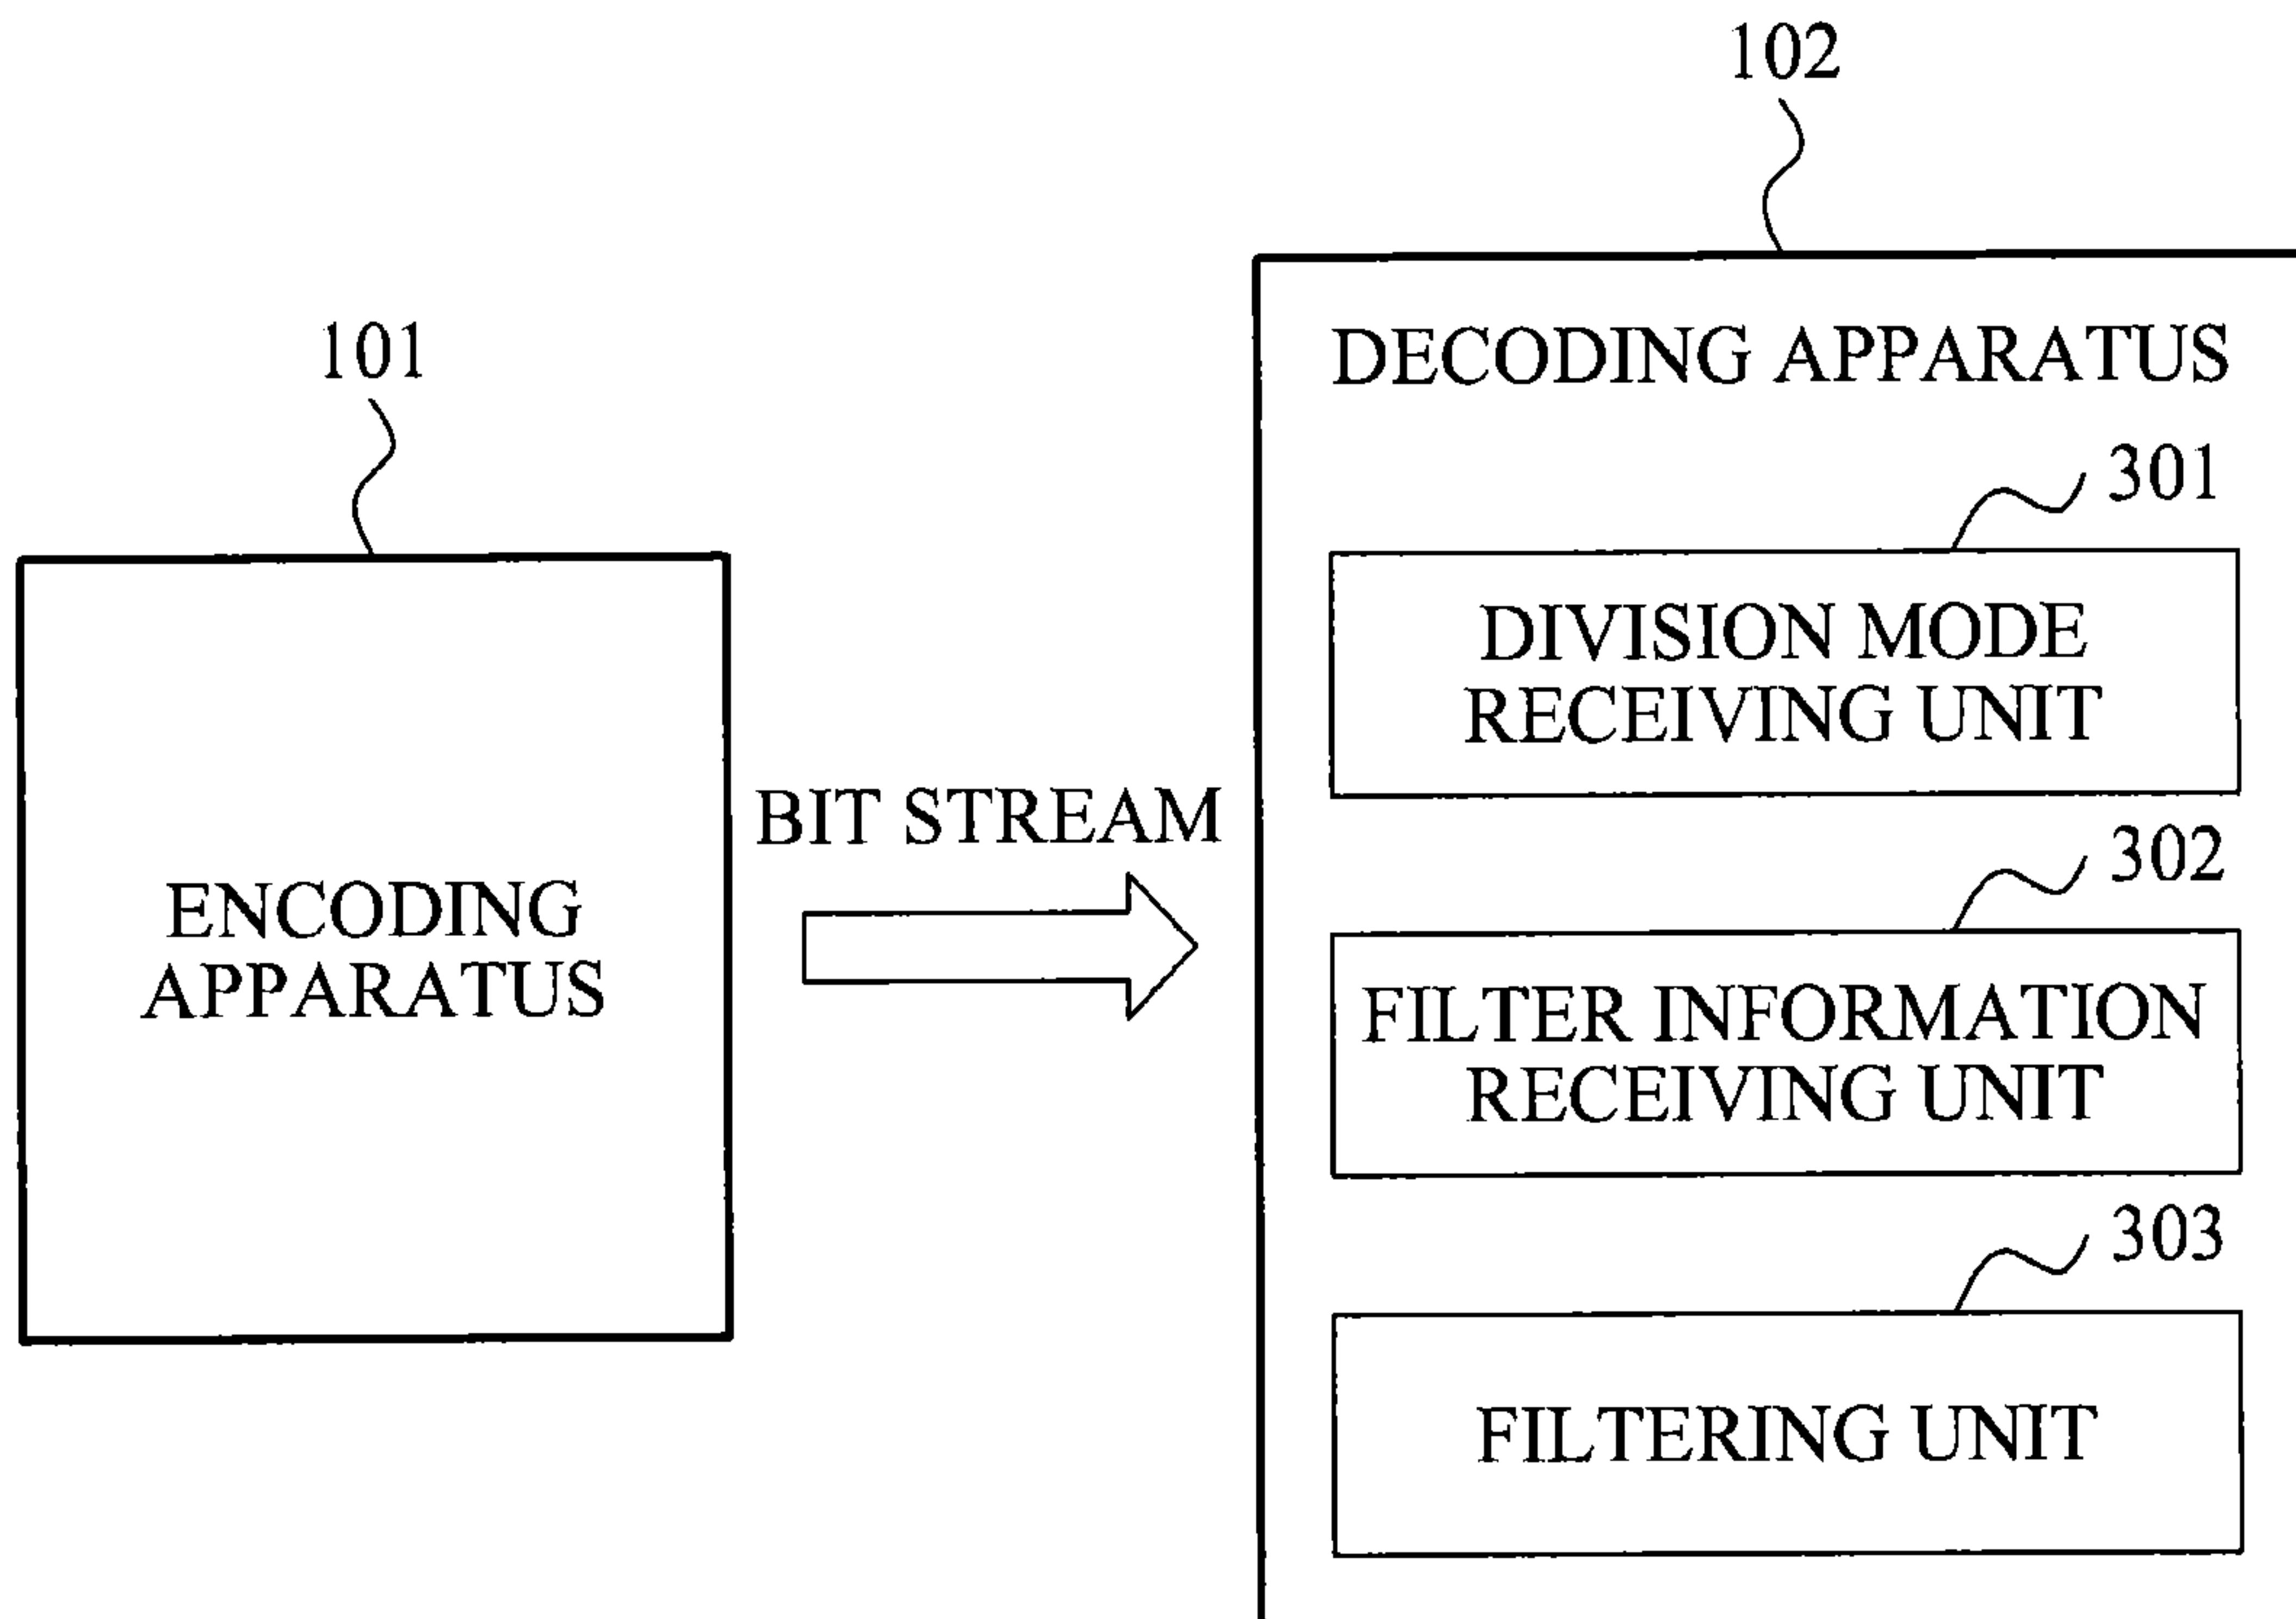 102
101
DECODING APPARATUS
301
DIVISION MODE
RECEIVING UNIT
BIT STREAM
302
ENCODING
APPARATUS
FILTER INFORMATION
RECEIVING UNIT
303
FILTERING UNIT